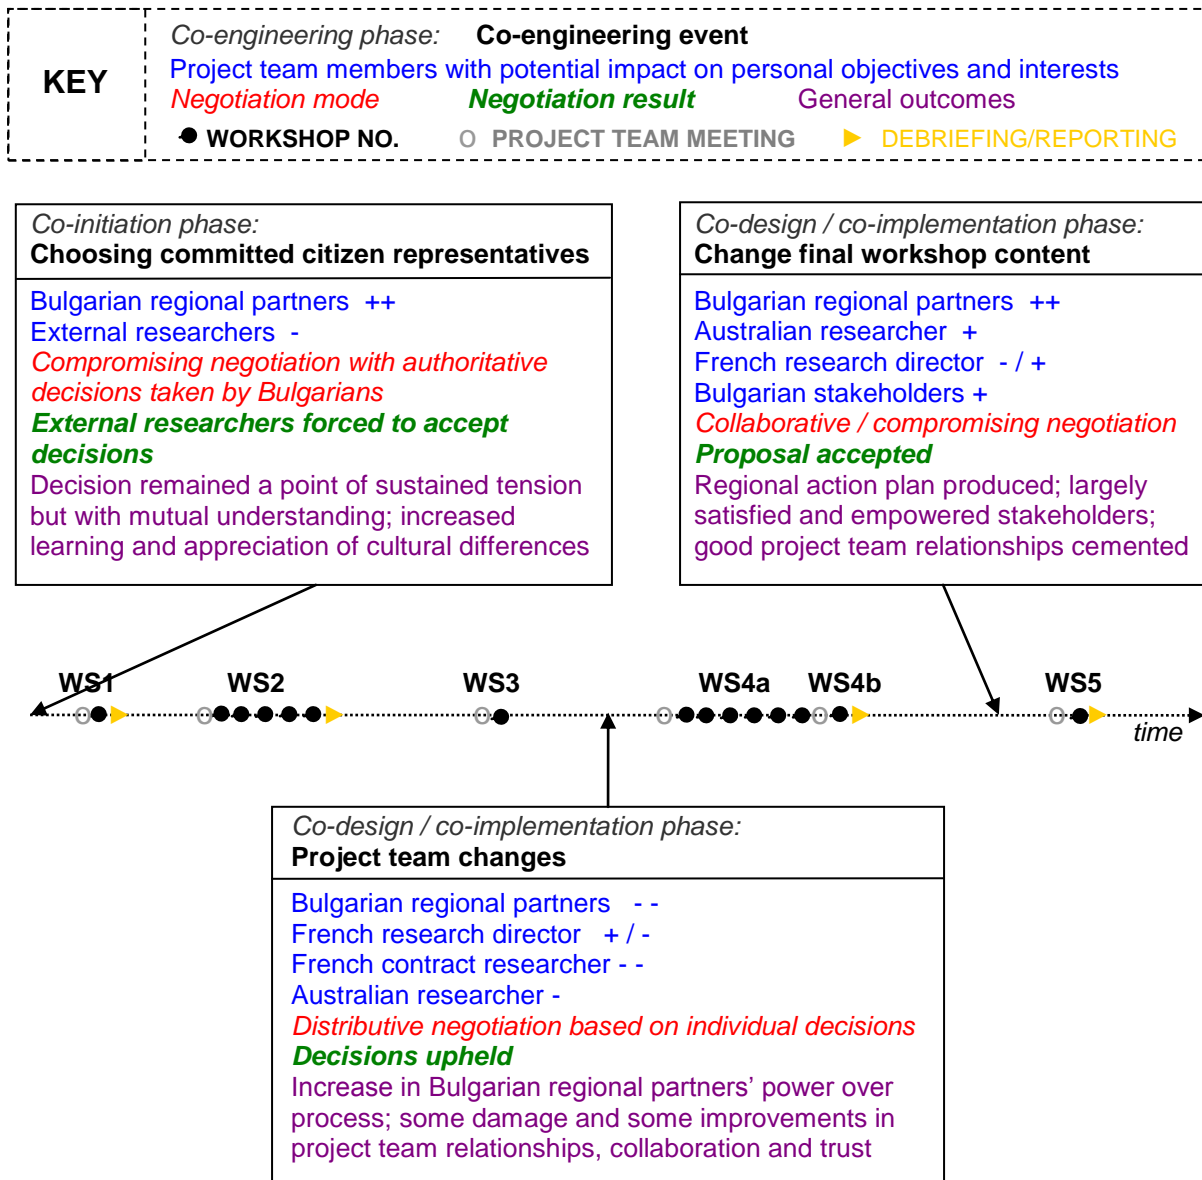 KEY
Co-engineering phase: Co-engineering event
Project team members with potential impact on personal objectives and interests
Negotiation mode Negotiation result General outcomes
WORKSHOP NO. PROJECT TEAM MEETING DEBRIEFING/REPORTING
Co-initiation phase:
Choosing committed citizen representatives
Bulgarian regional partners ++
External researchers -
Compromising negotiation with authoritative
decisions taken by Bulgarians
External researchers forced to accept
decisions
Decision remained a point of sustained tension
but with mutual understanding; increased
learning and appreciation of cultural differences
Co-design / co-implementation phase:
Change final workshop content
Bulgarian regional partners ++
Australian researcher +
French research director - / +
Bulgarian stakeholders +
Collaborative / compromising negotiation
Proposal accepted
Regional action plan produced; largely
satisfied and empowered stakeholders;
good project team relationships cemented
WS1 WS2 WS3 WS4a WS4b WS5
time
Co-design / co-implementation phase:
Project team changes
Bulgarian regional partners - -
French research director + / -
French contract researcher - -
Australian researcher -
Distributive negotiation based on individual decisions
Decisions upheld
Increase in Bulgarian regional partners’ power over
process; some damage and some improvements in
project team relationships, collaboration and trust